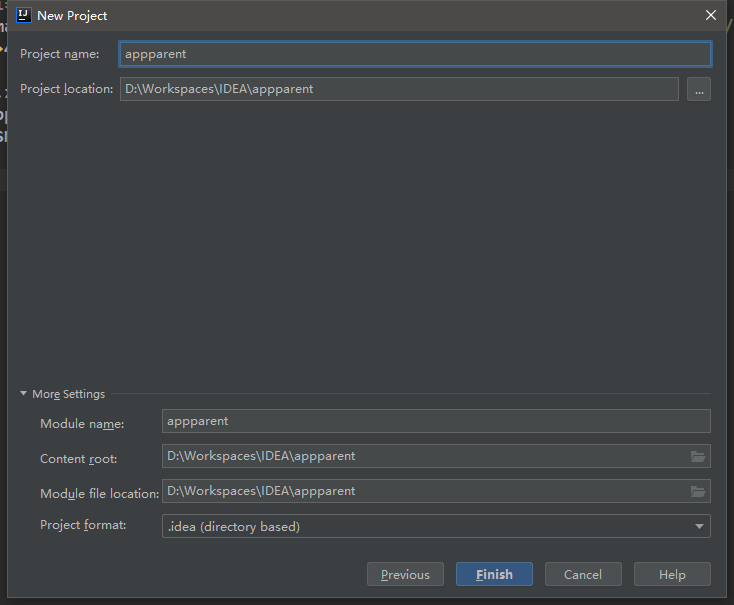 New Project
Project name: appparent
Project location: D:\Workspaces\IDEA\appparent ...
More Settings
Module name: appparent
Content root: D:\Workspaces\IDEA\appparent
Module file location: D:\Workspaces\IDEA\appparent
Project format: .idea (directory based)
Previous Finish Cancel Help